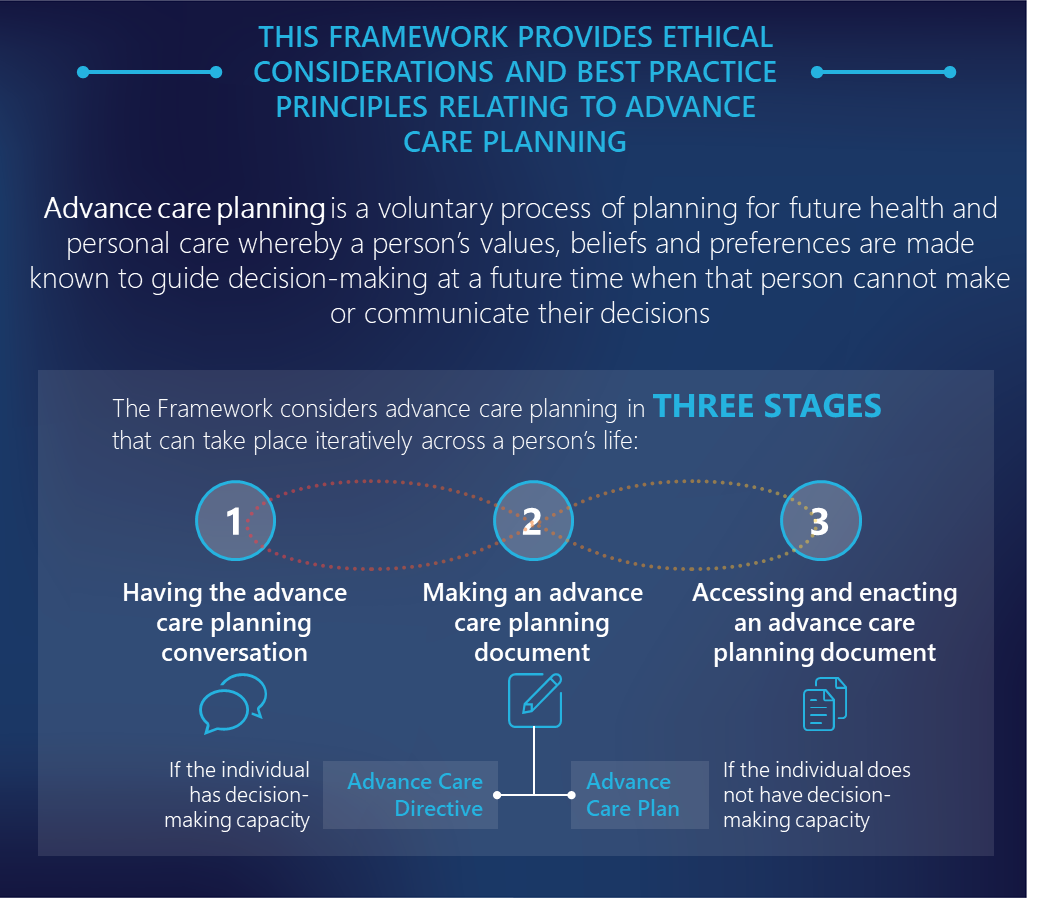 THIS FRAMEWORK PROVIDES ETHICAL
CONSIDERATIONS AND BEST PRACTICE
PRINCIPLES RELATING TO ADVANCE
CARE PLANNING
Advance care planning is a voluntary process of planning for future health and
personal care whereby a person’s values, beliefs and preferences are made
known to guide decision-making at a future time when that person cannot make
or communicate their decisions
The Framework considers advance care planning in THREE STAGES
that can take place iteratively across a person’s life:
1
Having the advance
care planning
conversation
2
Making an advance
care planning
document
3
Accessing and enacting
an advance care
planning document
If the individual
has decision-
making capacity
Advance Care
Directive
Advance
Care Plan
If the individual does
not have decision-
making capacity